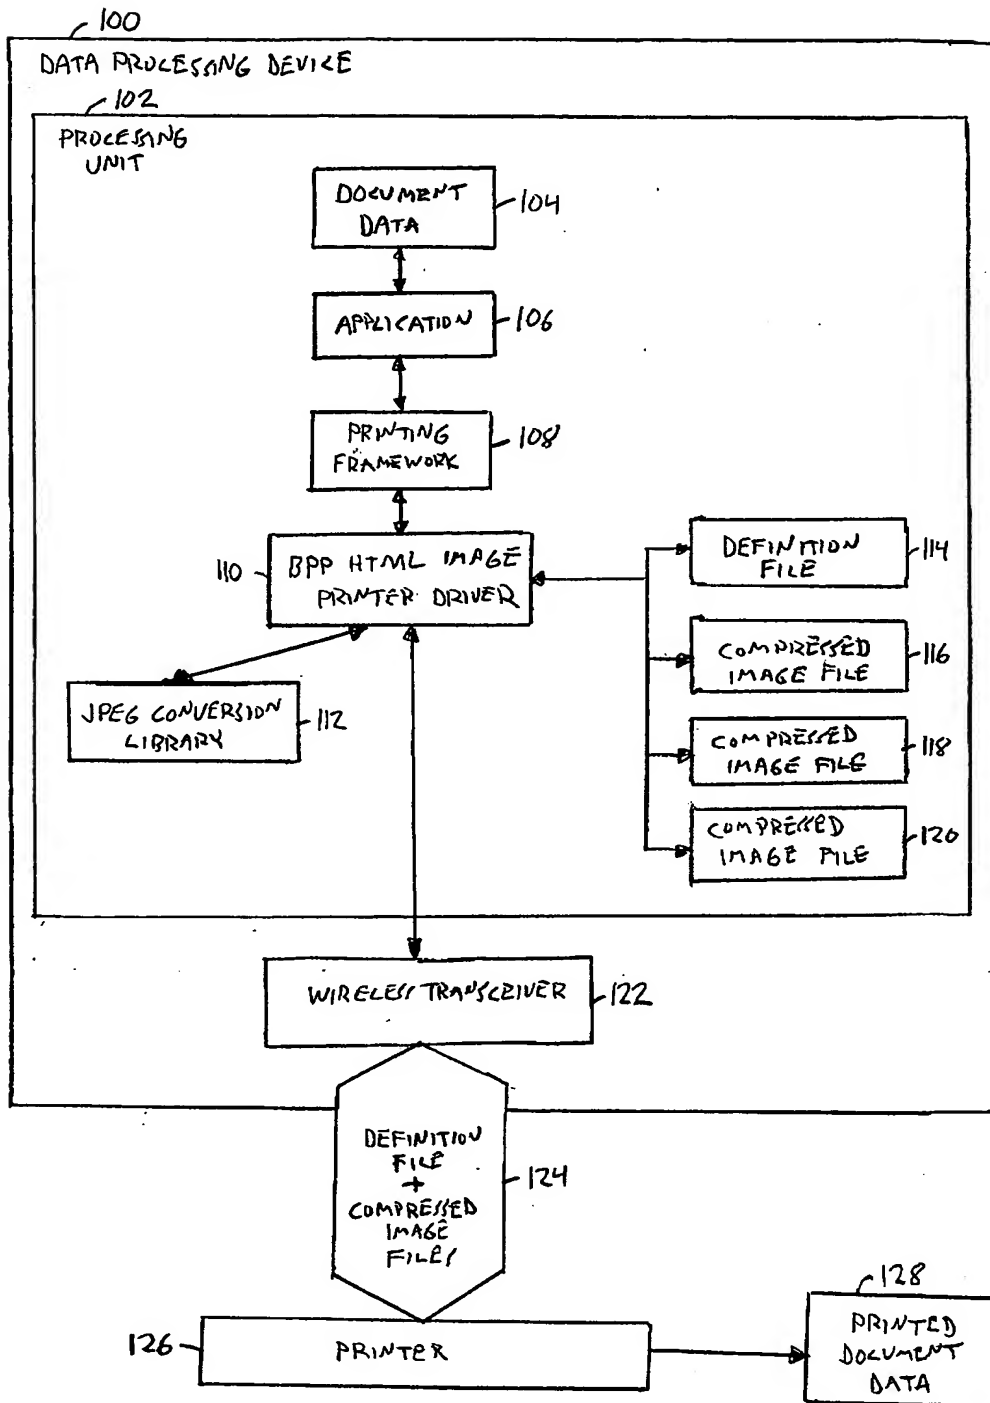 100
DATA PROCESSING DEVICE
102
PROCESSING
UNIT
DOCUMENT
DATA
104
APPLICATION
106
PRINTING
FRAMEWORK
108
110
BPP HTML IMAGE
PRINTER DRIVER
DEFINITION
FILE
114
COMPRESSED
IMAGE FILE
116
JPEG CONVERSION
LIBRARY
112
COMPRESSED
IMAGE FILE
118
COMPRESSED
IMAGE FILE
120
WIRELESS TRANSCEIVER
122
DEFINITION
FILE
+
COMPRESSED
IMAGE
FILES
124
126
PRINTER
128
PRINTED
DOCUMENT
DATA